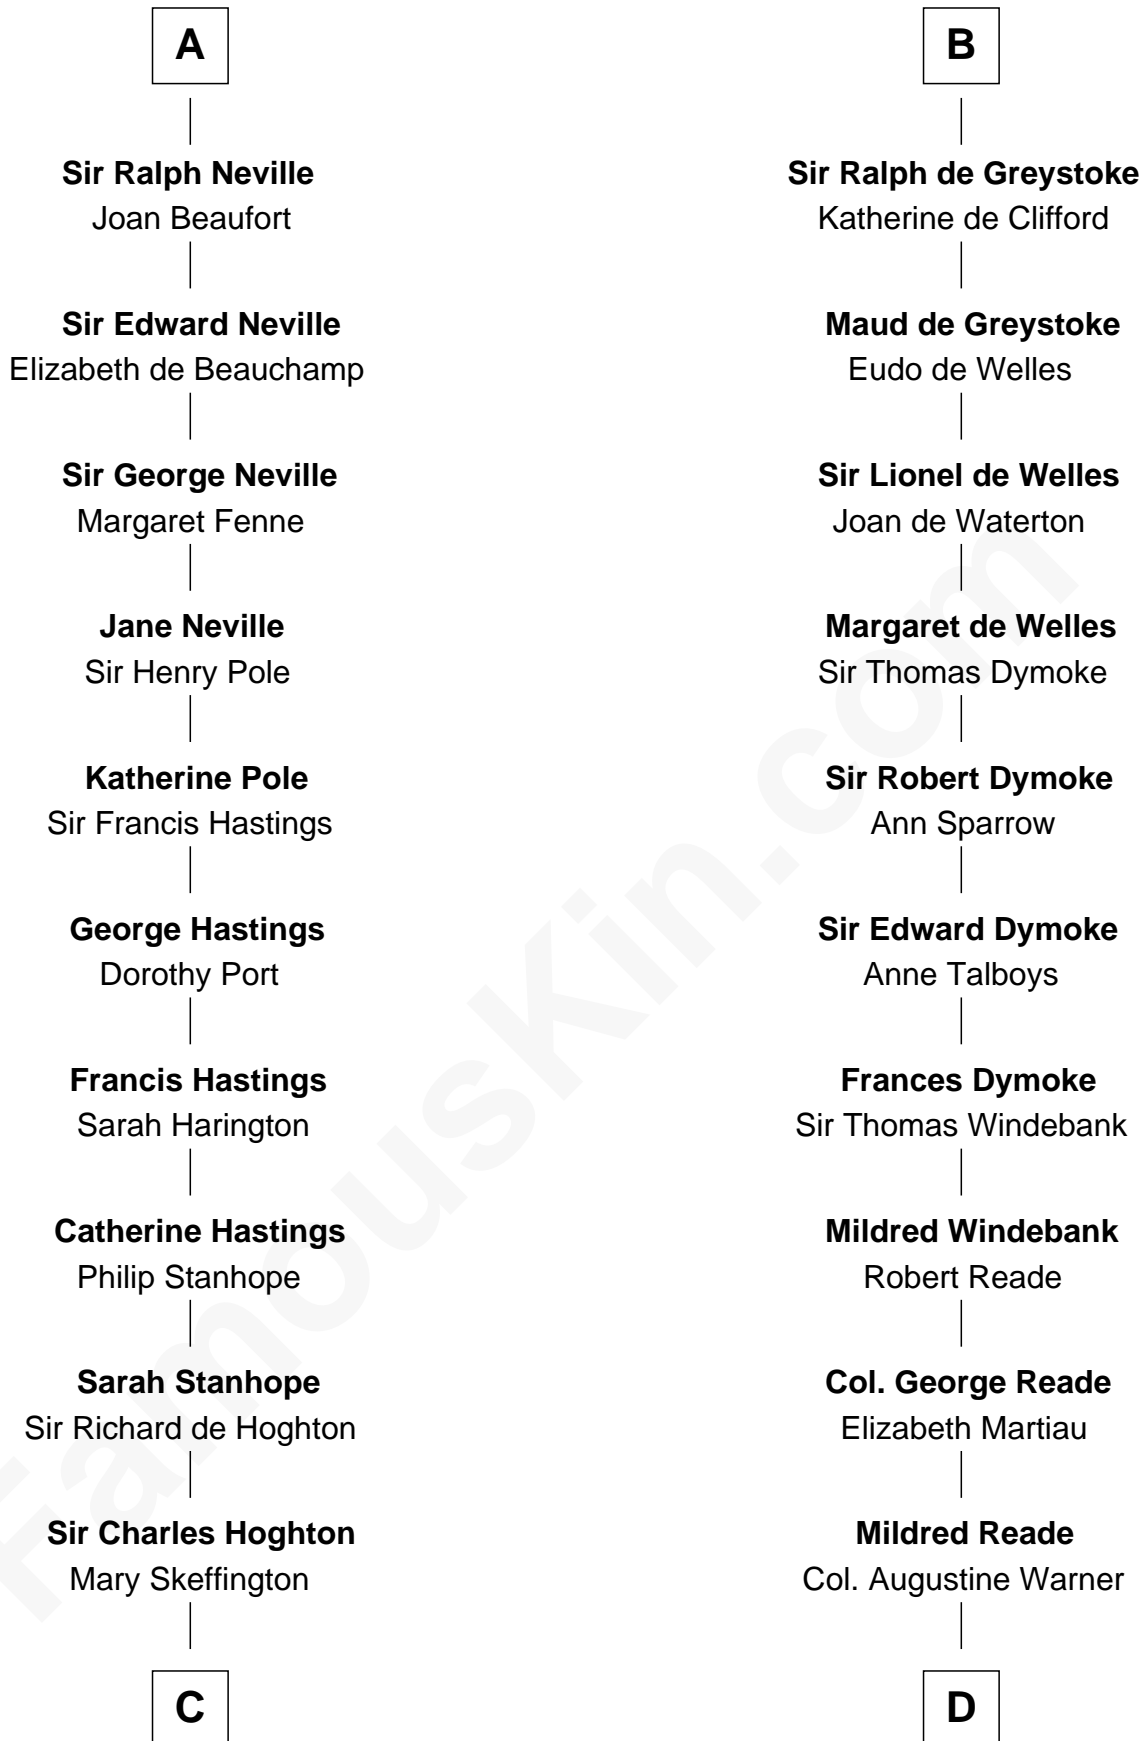 A
Sir Ralph Neville
Joan Beaufort
Sir Edward Neville
Elizabeth de Beauchamp
Sir George Neville
Margaret Fenne
Jane Neville
Sir Henry Pole
Katherine Pole
Sir Francis Hastings
George Hastings
Dorothy Port
Francis Hastings
Sarah Harington
Catherine Hastings
Philip Stanhope
Sarah Stanhope
Sir Richard de Hoghton
Sir Charles Hoghton
Mary Skeffington
C
B
Sir Ralph de Greystoke
Katherine de Clifford
Maud de Greystoke
Eudo de Welles
Sir Lionel de Welles
Joan de Waterton
Margaret de Welles
Sir Thomas Dymoke
Sir Robert Dymoke
Ann Sparrow
Sir Edward Dymoke
Anne Talboys
Frances Dymoke
Sir Thomas Windebank
Mildred Windebank
Robert Reade
Col. George Reade
Elizabeth Martiau
Mildred Reade
Col. Augustine Warner
D
FamousKin.com